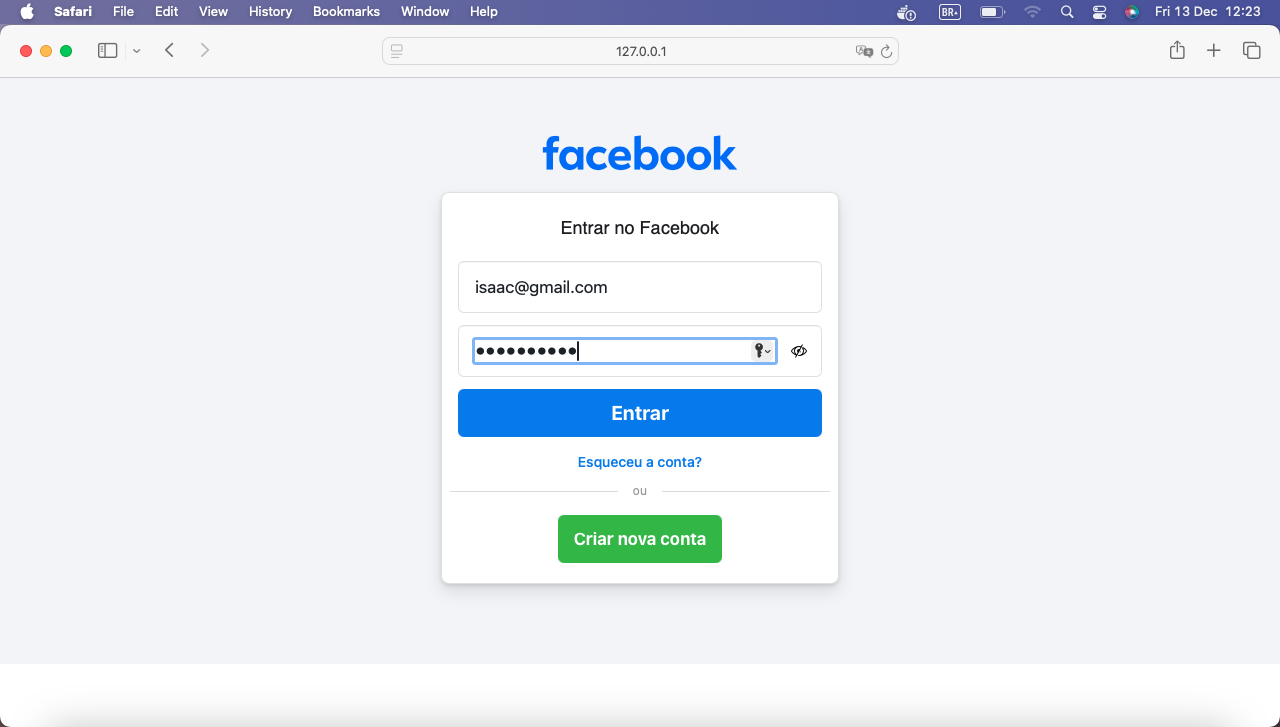 Safari File Edit View History Bookmarks Window Help BR Fri 13 Dec 12:23
127.0.0.1
facebook
Entrar no Facebook
isaac@gmail.com
••••••••••
Entrar
Esqueceu a conta?
ou
Criar nova conta